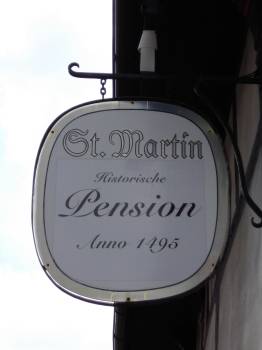 St. Martin
Historische
Pension
Anno 1495